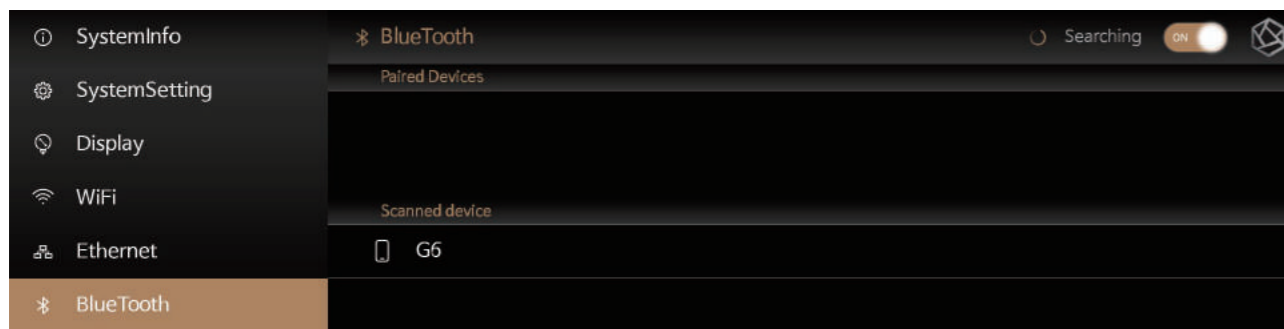 SystemInfo
SystemSetting
Display
WiFi
Ethernet
BlueTooth
BlueTooth
Searching
ON
Paired Devices
Scanned device
G6